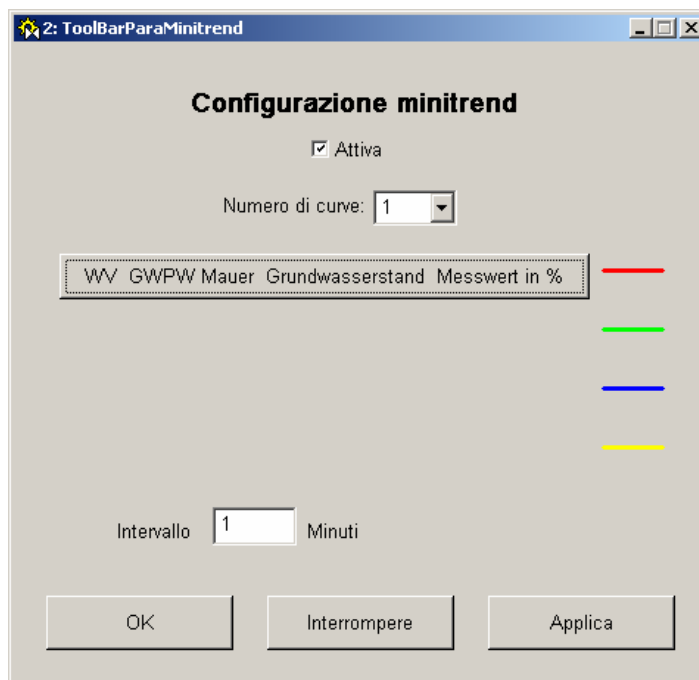 2: ToolBarParaMinitrend
Configurazione minitrend
Attiva
Numero di curve: 1
WV GWPW Mauer Grundwasserstand Messwert in %
Intervallo 1 Minuti
OK Interrompere Applica